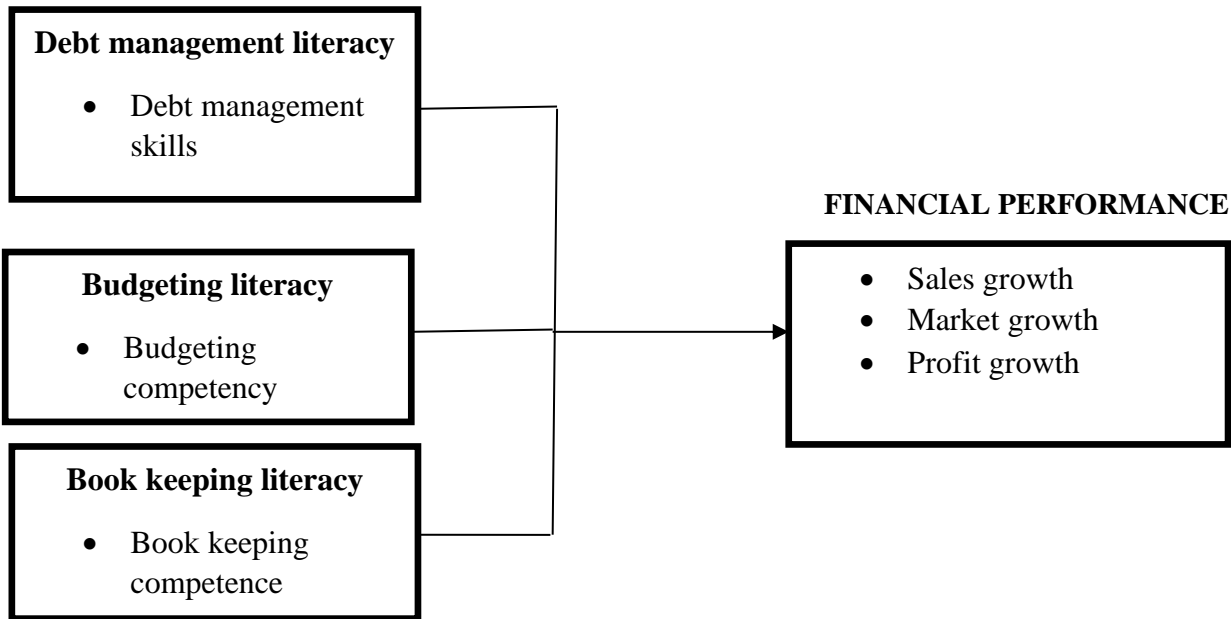 Debt management literacy
• Debt management
skills
Budgeting literacy
• Budgeting
competency
Book keeping literacy
• Book keeping
competence
FINANCIAL PERFORMANCE
• Sales growth
• Market growth
• Profit growth